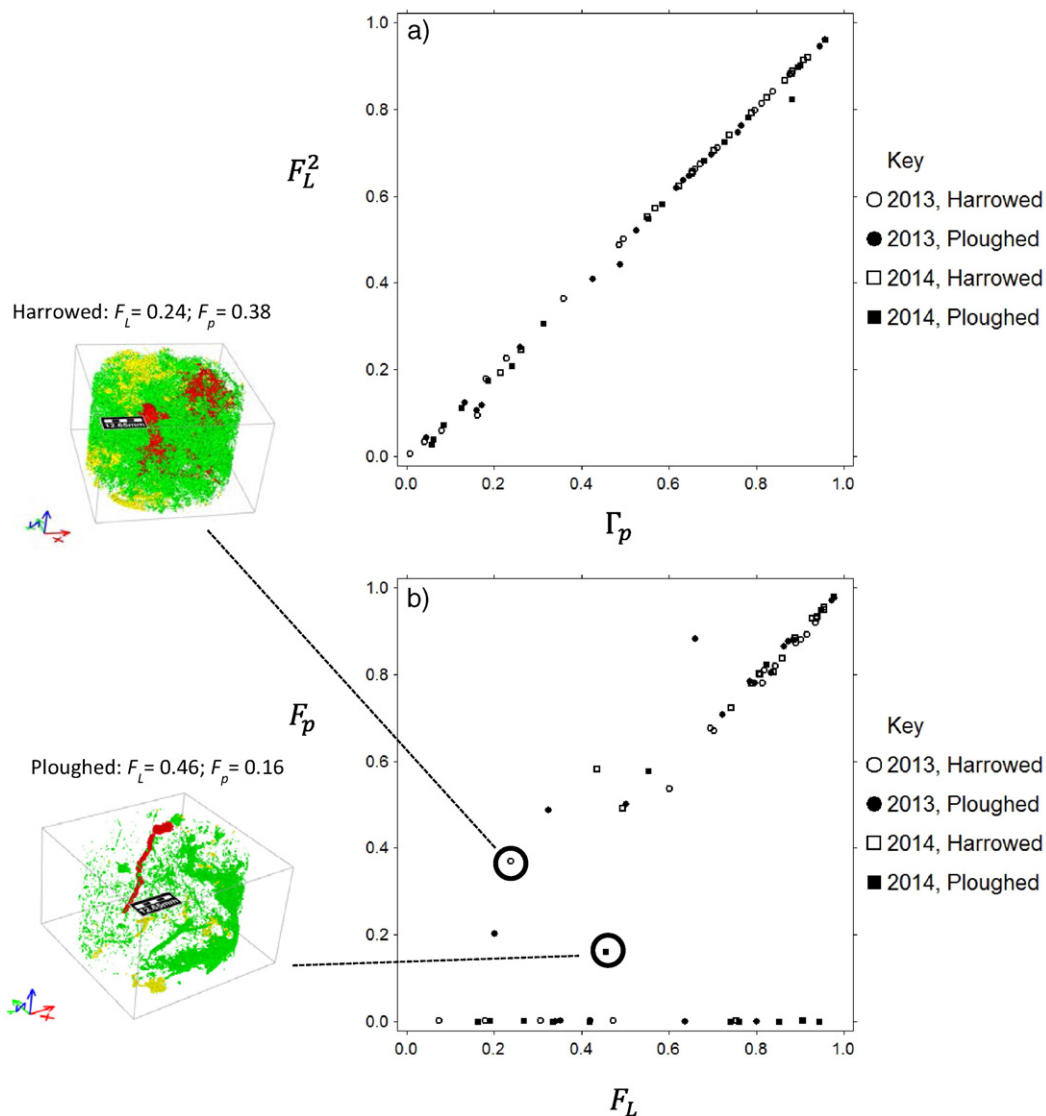 a)
1.0
0.8
0.6
0.4
0.2
0.0
F_L^2
0.0 0.2 0.4 0.6 0.8 1.0
Γ_p
Key
2013, Harrowed
2013, Ploughed
2014, Harrowed
2014, Ploughed
Harrowed: F_L = 0.24; F_p = 0.38
12.65mm
X
b)
1.0
0.8
0.6
0.4
0.2
0.0
F_p
0.0 0.2 0.4 0.6 0.8 1.0
F_L
Key
2013, Harrowed
2013, Ploughed
2014, Harrowed
2014, Ploughed
Ploughed: F_L = 0.46; F_p = 0.16
X